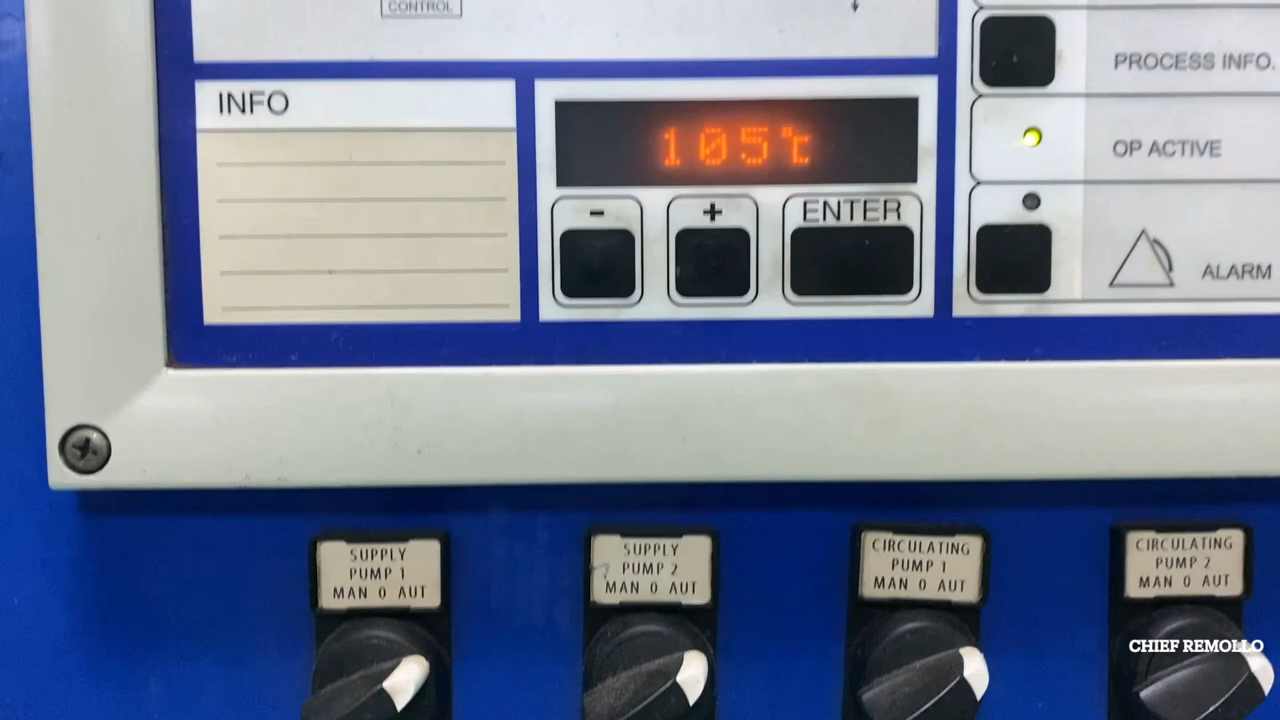 CONTROL
INFO
105℃
- + ENTER
PROCESS INFO.
OP ACTIVE
ALARM
SUPPLY
PUMP 1
MAN 0 AUT
SUPPLY
PUMP 2
MAN 0 AUT
CIRCULATING
PUMP 1
MAN 0 AUT
CIRCULATING
PUMP 2
MAN 0 AUT
CHIEF REMOLLO